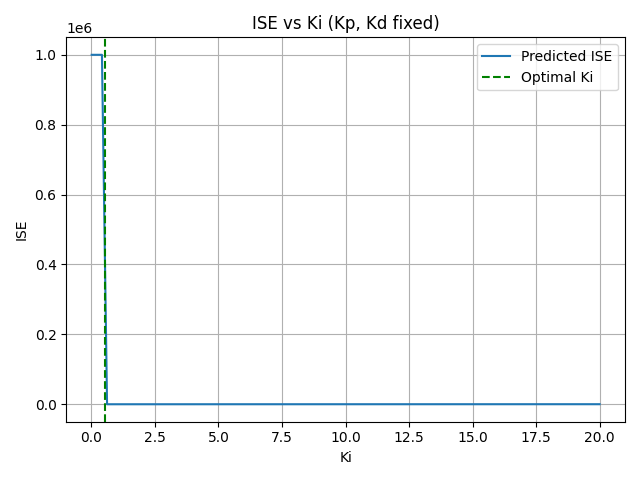 ISE vs Ki (Kp, Kd fixed)
1e6
Predicted ISE
Optimal Ki
1.0
0.8
0.6
0.4
0.2
0.0
ISE
0.0 2.5 5.0 7.5 10.0 12.5 15.0 17.5 20.0
Ki